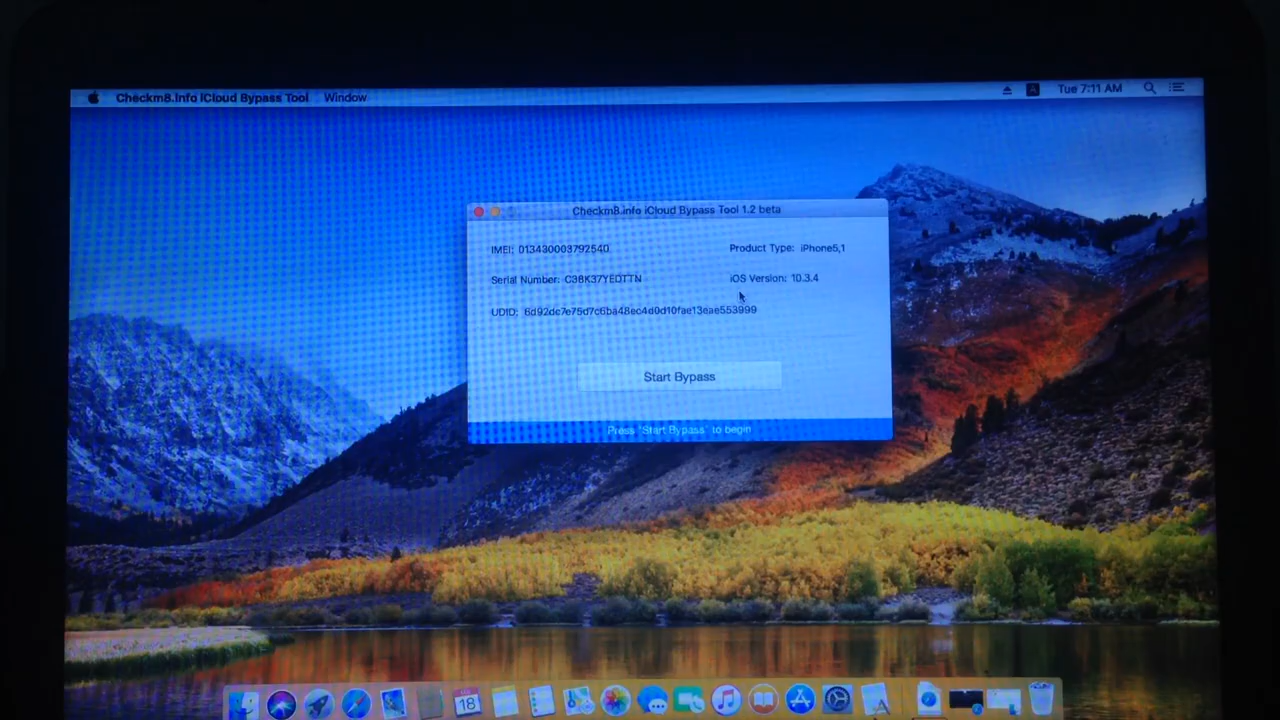 Checkm8.info iCloud Bypass Tool Window
A Tue 7:11 AM
Checkm8.info iCloud Bypass Tool 1.2 beta
IMEI: 013430003792540 Product Type: iPhone5,1
Serial Number: C38K37YEDTTN iOS Version: 10.3.4
UDID: 6d92dc7e75d7c6ba48ec4d0d10fae13eae553999
Start Bypass
Press "Start Bypass" to begin
18